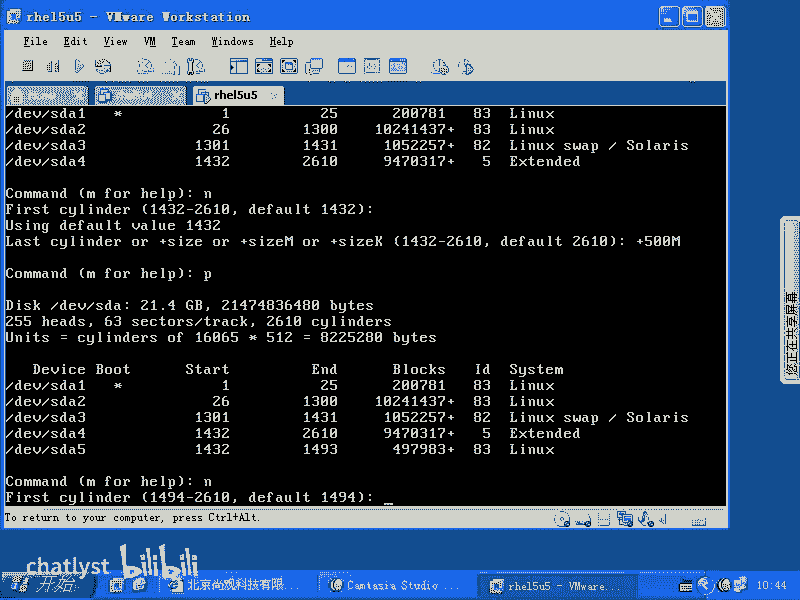 rhel5u5 - VMware Workstation
File Edit View VM Team Windows Help
rhel5u5
/dev/sda1 * 1 25 200781 83 Linux
/dev/sda2 26 1300 10241437+ 83 Linux
/dev/sda3 1301 1431 1052257+ 82 Linux swap / Solaris
/dev/sda4 1432 2610 9470317+ 5 Extended
Command (m for help): n
First cylinder (1432-2610, default 1432):
Using default value 1432
Last cylinder or +size or +sizeM or +sizeK (1432-2610, default 2610): +500M
Command (m for help): p
Disk /dev/sda: 21.4 GB, 21474836480 bytes
255 heads, 63 sectors/track, 2610 cylinders
Units = cylinders of 16065 * 512 = 8225280 bytes
Device Boot Start End Blocks Id System
/dev/sda1 * 1 25 200781 83 Linux
/dev/sda2 26 1300 10241437+ 83 Linux
/dev/sda3 1301 1431 1052257+ 82 Linux swap / Solaris
/dev/sda4 1432 2610 9470317+ 5 Extended
/dev/sda5 1432 1493 497983+ 83 Linux
Command (m for help): n
First cylinder (1494-2610, default 1494): _
To return to your computer, press Ctrl+Alt.
您正在共享屏幕
chatlyst bilibili
开始
北京尚观科技有限...
Camtasia Studio...
rhel5u5 - VMware...
10:44